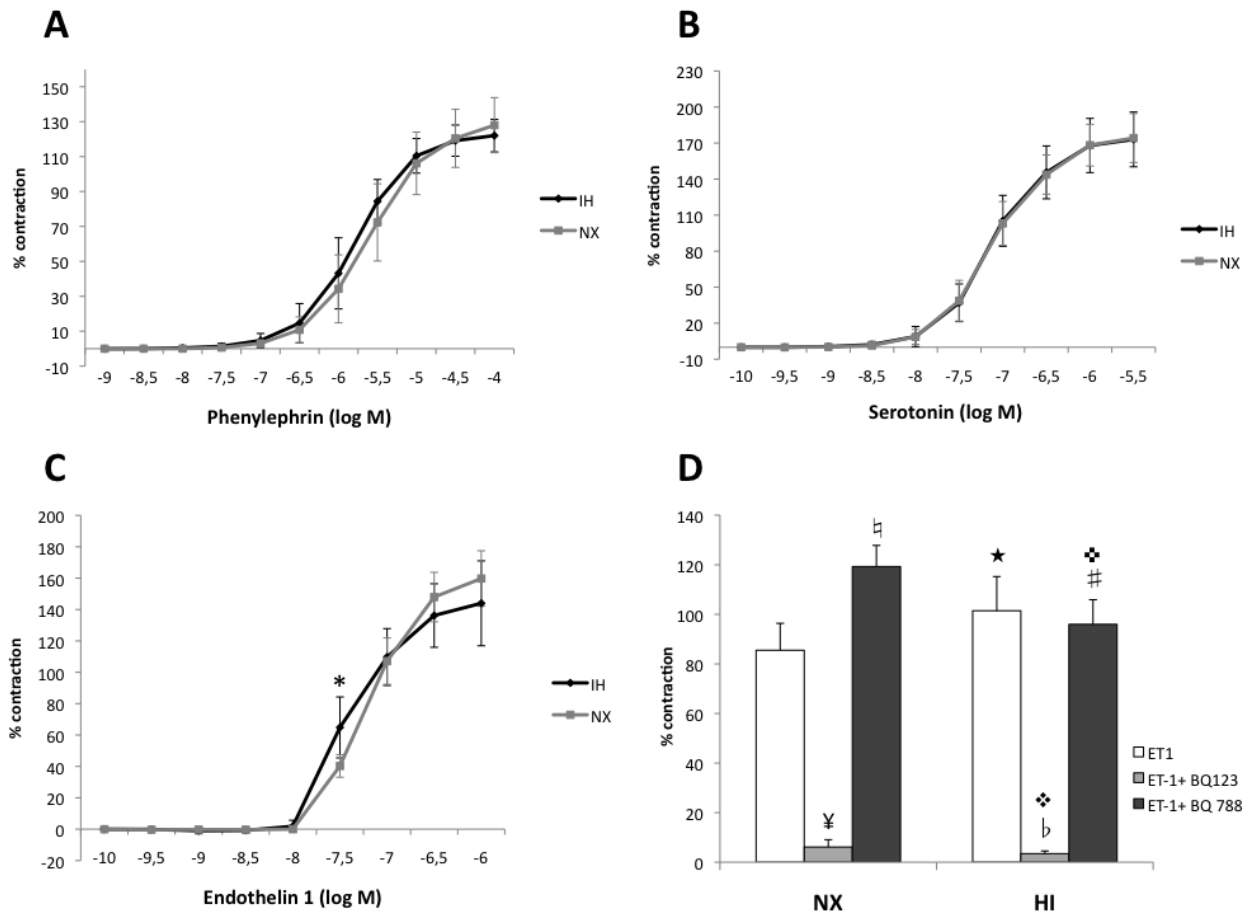 A
% contraction
150
130
110
90
70
50
30
10
-10
-9 -8,5 -8 -7,5 -7 -6,5 -6 -5,5 -5 -4,5 -4
Phenylephrin (log M)
IH
NX
B
% contraction
230
200
170
140
110
80
50
20
-10
-10 -9,5 -9 -8,5 -8 -7,5 -7 -6,5 -6 -5,5
Serotonin (log M)
IH
NX
C
% contraction
200
180
160
140
120
100
80
60
40
20
0
-20
*
-10 -9,5 -9 -8,5 -8 -7,5 -7 -6,5 -6
Endothelin 1 (log M)
IH
NX
D
% contraction
140
120
100
80
60
40
20
0
¥
♮
★
❖
♭
❖
♯
NX HI
ET1
ET-1+ BQ123
ET-1+ BQ 788